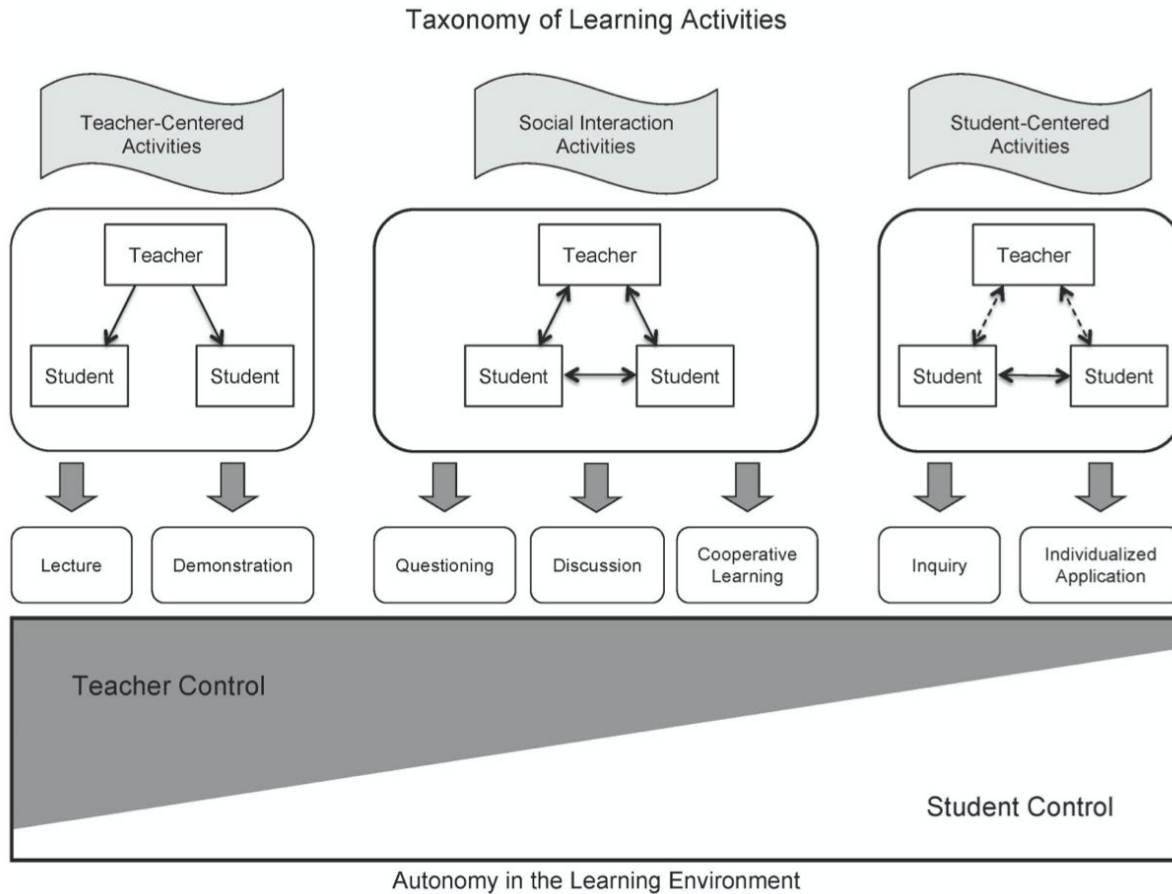 Taxonomy of Learning Activities
Teacher-Centered
Activities
Social Interaction
Activities
Student-Centered
Activities
Teacher
Student
Student
Teacher
Student
Student
Teacher
Student
Student
Lecture
Demonstration
Questioning
Discussion
Cooperative
Learning
Inquiry
Individualized
Application
Teacher Control
Student Control
Autonomy in the Learning Environment